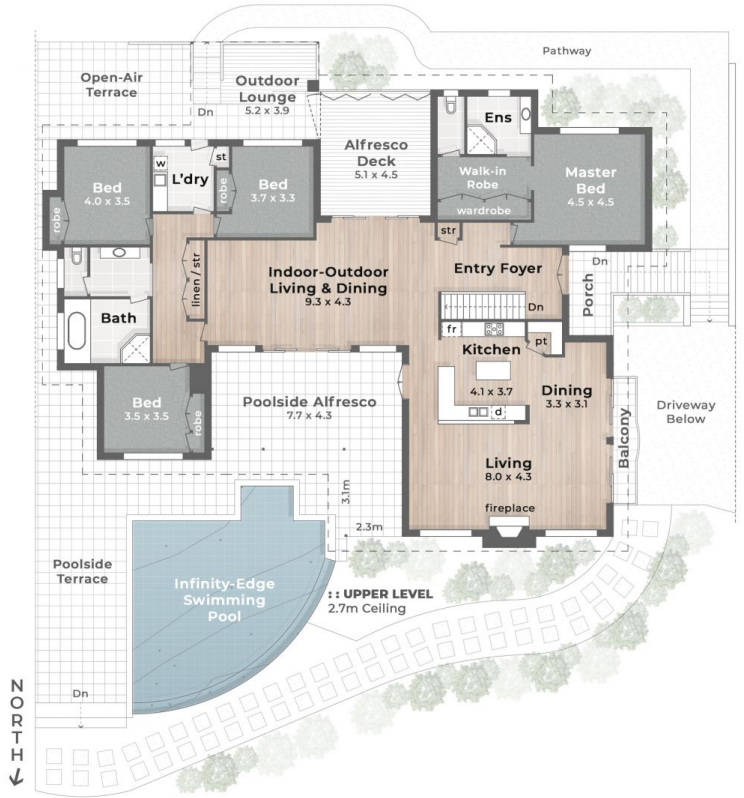 Pathway
Open-Air
Terrace
Outdoor
Lounge
5.2 x 3.9
Dn
Ens
Alfresco
Deck
5.1 x 4.5
Walk-in
Robe
wardrobe
Master
Bed
4.5 x 4.5
Bed
4.0 x 3.5
robe
w
L'dry
st
robe
Bed
3.7 x 3.3
str
Entry Foyer
Dn
Dn
Porch
linen / str
Indoor-Outdoor
Living & Dining
9.3 x 4.3
Bath
fr
Kitchen
4.1 x 3.7
pt
d
Dining
3.3 x 3.1
Bed
3.5 x 3.5
robe
Poolside Alfresco
7.7 x 4.3
Balcony
Driveway
Below
Living
8.0 x 4.3
fireplace
3.1m
2.3m
Poolside
Terrace
Infinity-Edge
Swimming
Pool
:: UPPER LEVEL
2.7m Ceiling
Dn
NORTH